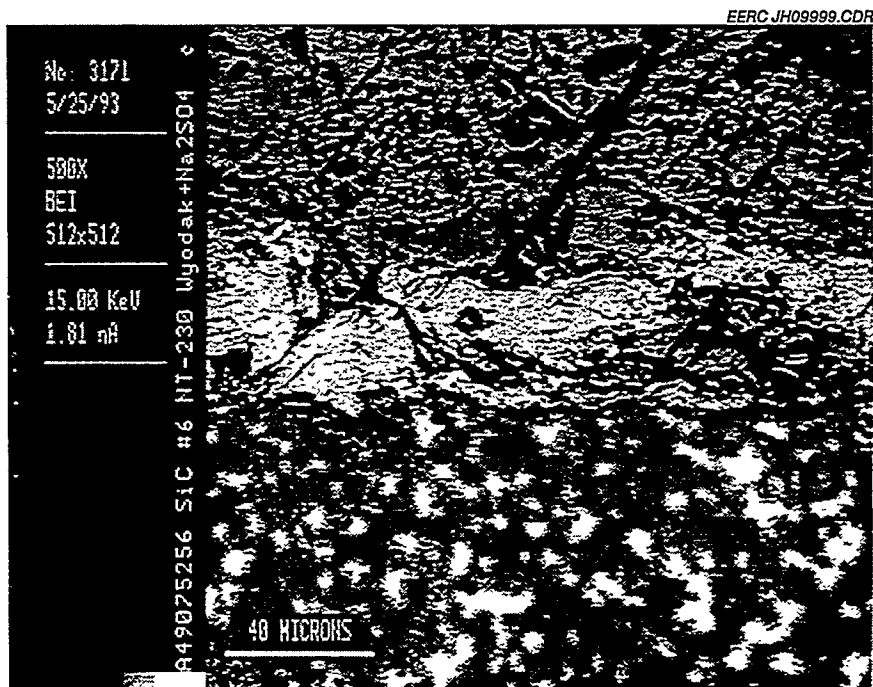 EERC JH09999.CDR
No: 3171
5/25/93
500X
BEI
512x512
15.00 KeV
1.81 nA
A49075256 SiC #6 NT-230 Wyodak+Na2SO4 ¢
40 MICRONS